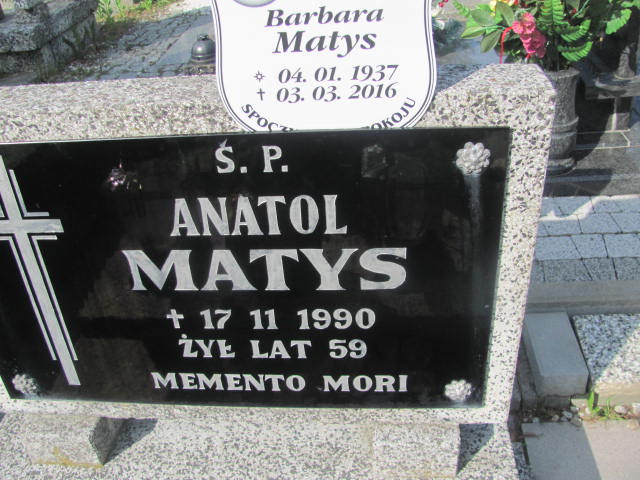 Barbara
Matys
☼ 04. 01. 1937
† 03. 03. 2016
Ś. P.
ANATOL
MATYS
† 17 11 1990
ŻYŁ LAT 59
MEMENTO MORI